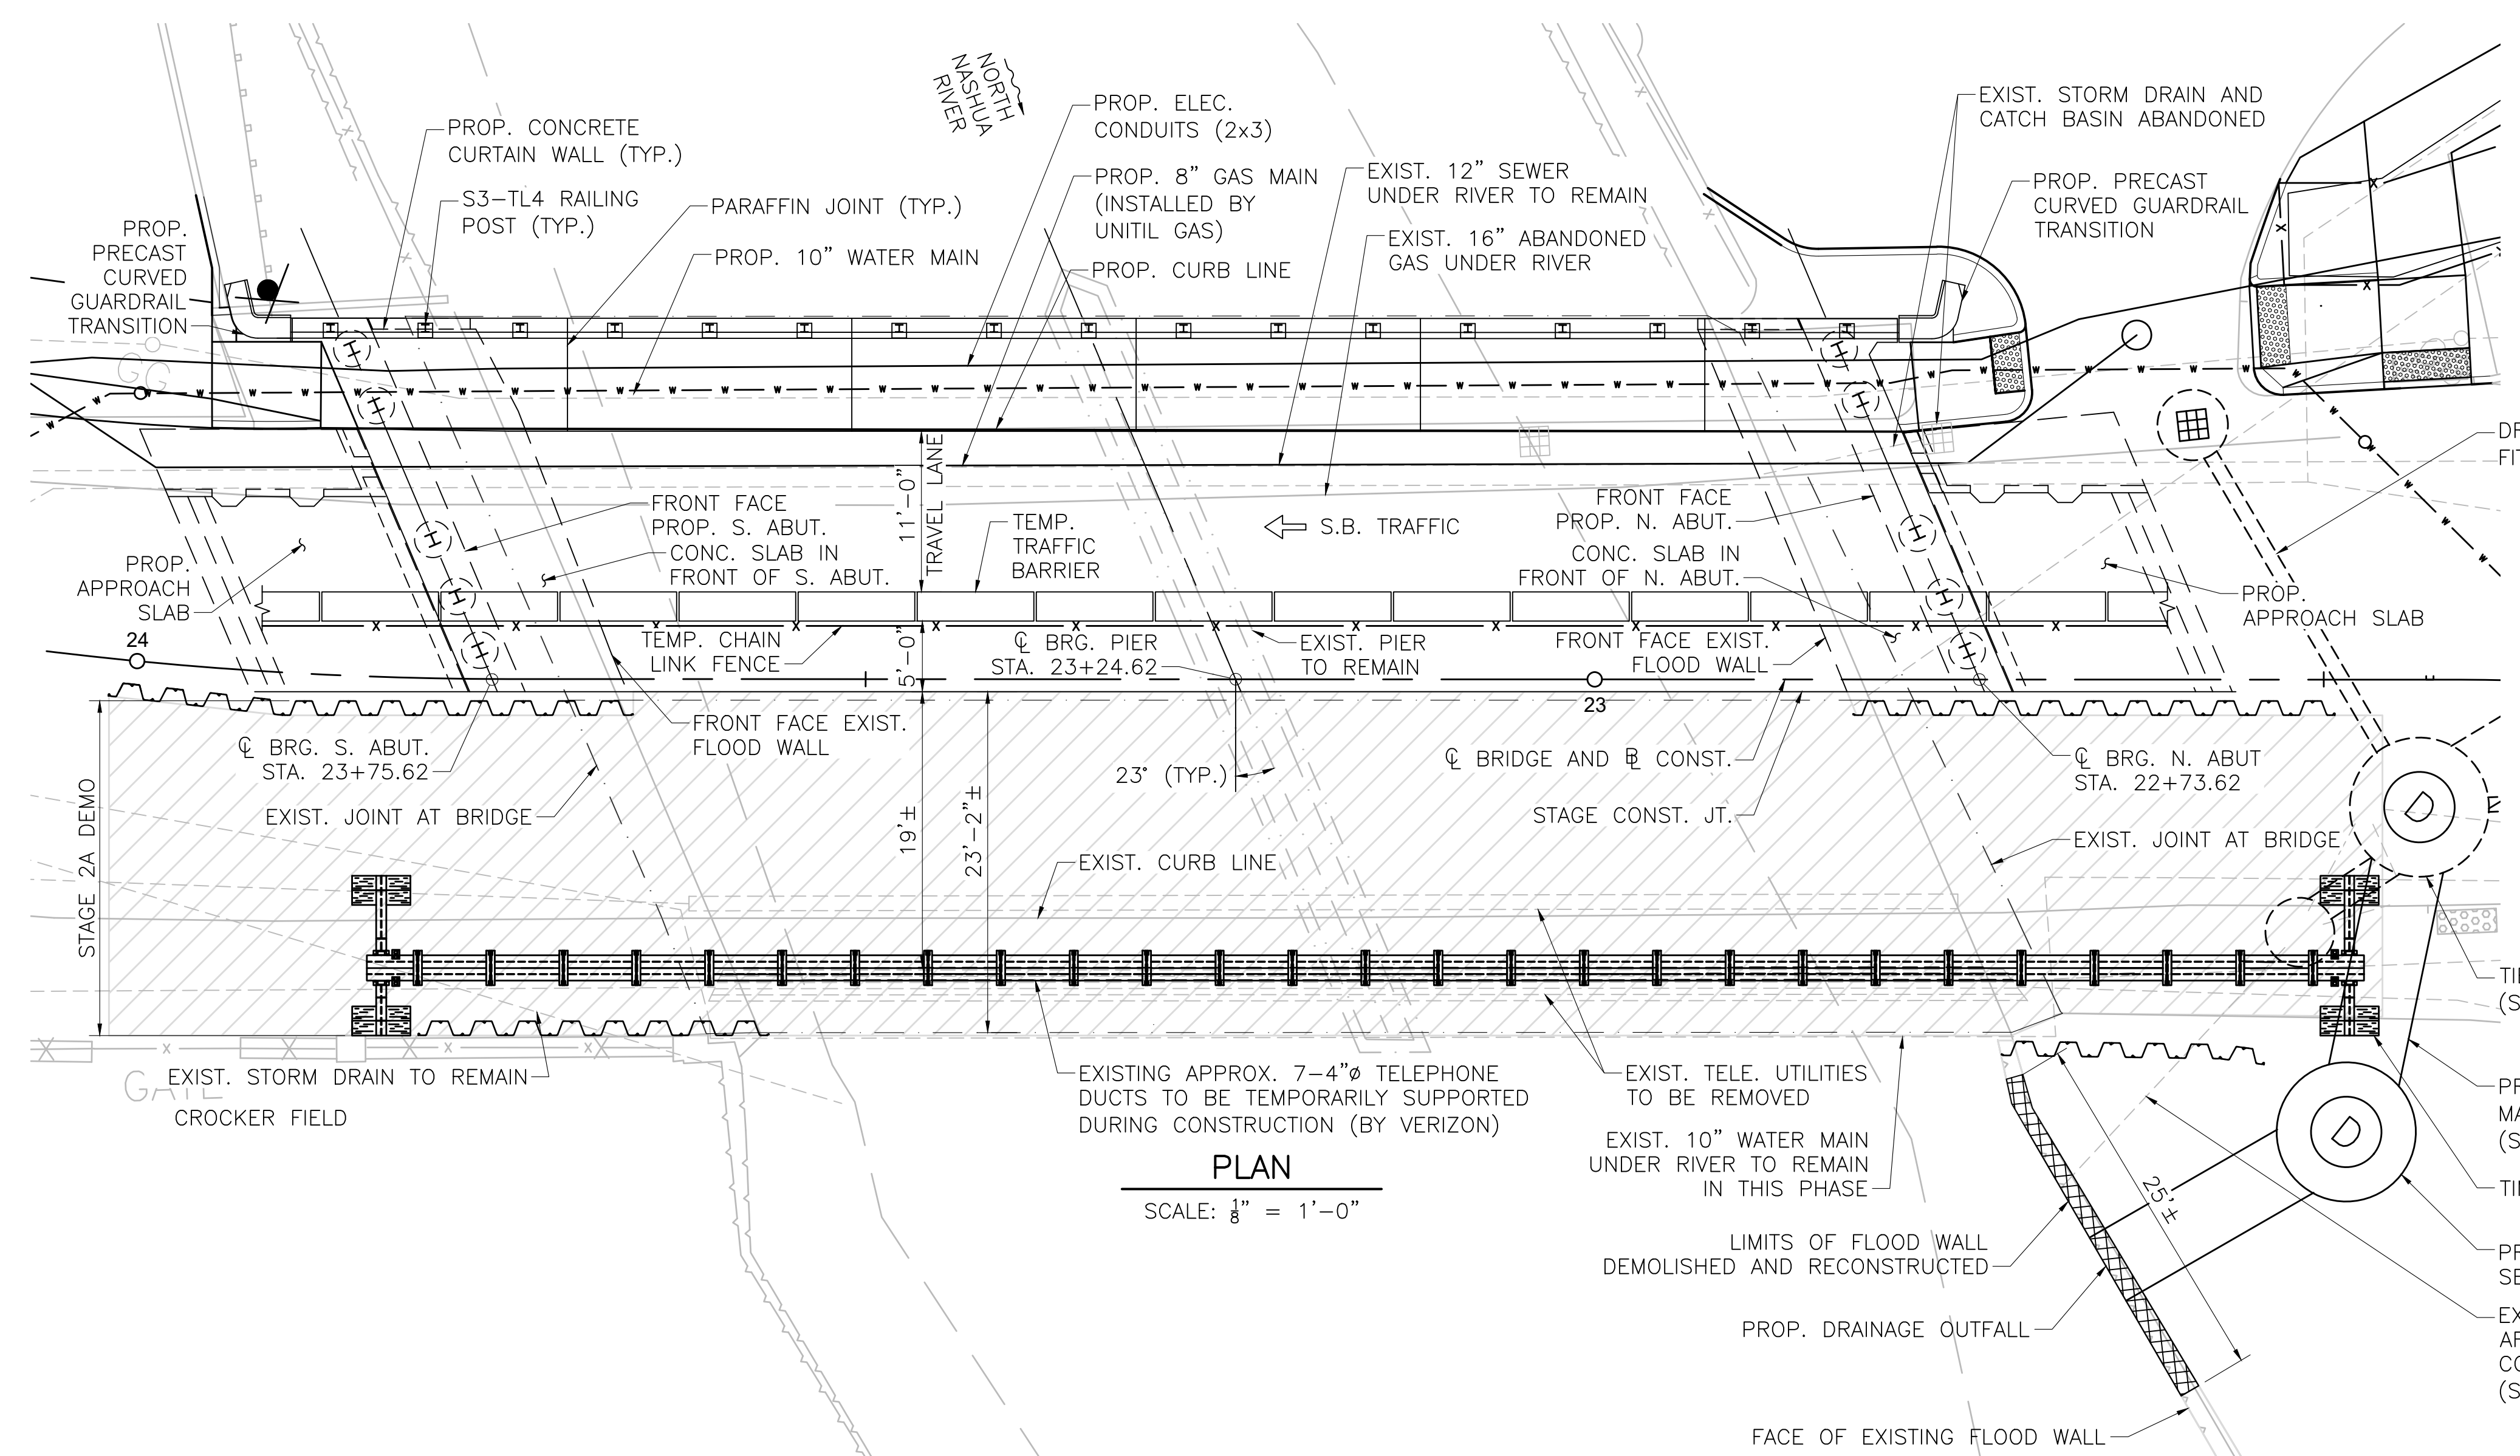 NORTH
NASHUA
RIVER
PROP. CONCRETE
CURTAIN WALL (TYP.)
S3-TL4 RAILING
POST (TYP.)
PARAFFIN JOINT (TYP.)
PROP. 10" WATER MAIN
PROP. ELEC.
CONDUITS (2x3)
PROP. 8" GAS MAIN
(INSTALLED BY
UNITIL GAS)
PROP. CURB LINE
EXIST. 12" SEWER
UNDER RIVER TO REMAIN
EXIST. 16" ABANDONED
GAS UNDER RIVER
EXIST. STORM DRAIN AND
CATCH BASIN ABANDONED
PROP. PRECAST
CURVED GUARDRAIL
TRANSITION
PROP.
PRECAST
CURVED
GUARDRAIL
TRANSITION
GG
11'-0"
TRAVEL LANE
FRONT FACE
PROP. S. ABUT.
CONC. SLAB IN
FRONT OF S. ABUT.
TEMP.
TRAFFIC
BARRIER
S.B. TRAFFIC
FRONT FACE
PROP. N. ABUT.
CONC. SLAB IN
FRONT OF N. ABUT.
PROP.
APPROACH
SLAB
PROP.
APPROACH SLAB
24
TEMP. CHAIN
LINK FENCE
5'-0"
℄ BRG. PIER
STA. 23+24.62
EXIST. PIER
TO REMAIN
FRONT FACE EXIST.
FLOOD WALL
23
FRONT FACE EXIST.
FLOOD WALL
℄ BRG. S. ABUT.
STA. 23+75.62
EXIST. JOINT AT BRIDGE
23° (TYP.)
℄ BRIDGE AND B̲L CONST.
STAGE CONST. JT.
℄ BRG. N. ABUT
STA. 22+73.62
EXIST. JOINT AT BRIDGE
STAGE 2A DEMO
19'±
23'-2"±
EXIST. CURB LINE
GATE
EXIST. STORM DRAIN TO REMAIN
CROCKER FIELD
EXISTING APPROX. 7-4"ø TELEPHONE
DUCTS TO BE TEMPORARILY SUPPORTED
DURING CONSTRUCTION (BY VERIZON)
EXIST. TELE. UTILITIES
TO BE REMOVED
EXIST. 10" WATER MAIN
UNDER RIVER TO REMAIN
IN THIS PHASE
PLAN
SCALE: ⅛" = 1'-0"
25'±
LIMITS OF FLOOD WALL
DEMOLISHED AND RECONSTRUCTED
PROP. DRAINAGE OUTFALL
FACE OF EXISTING FLOOD WALL